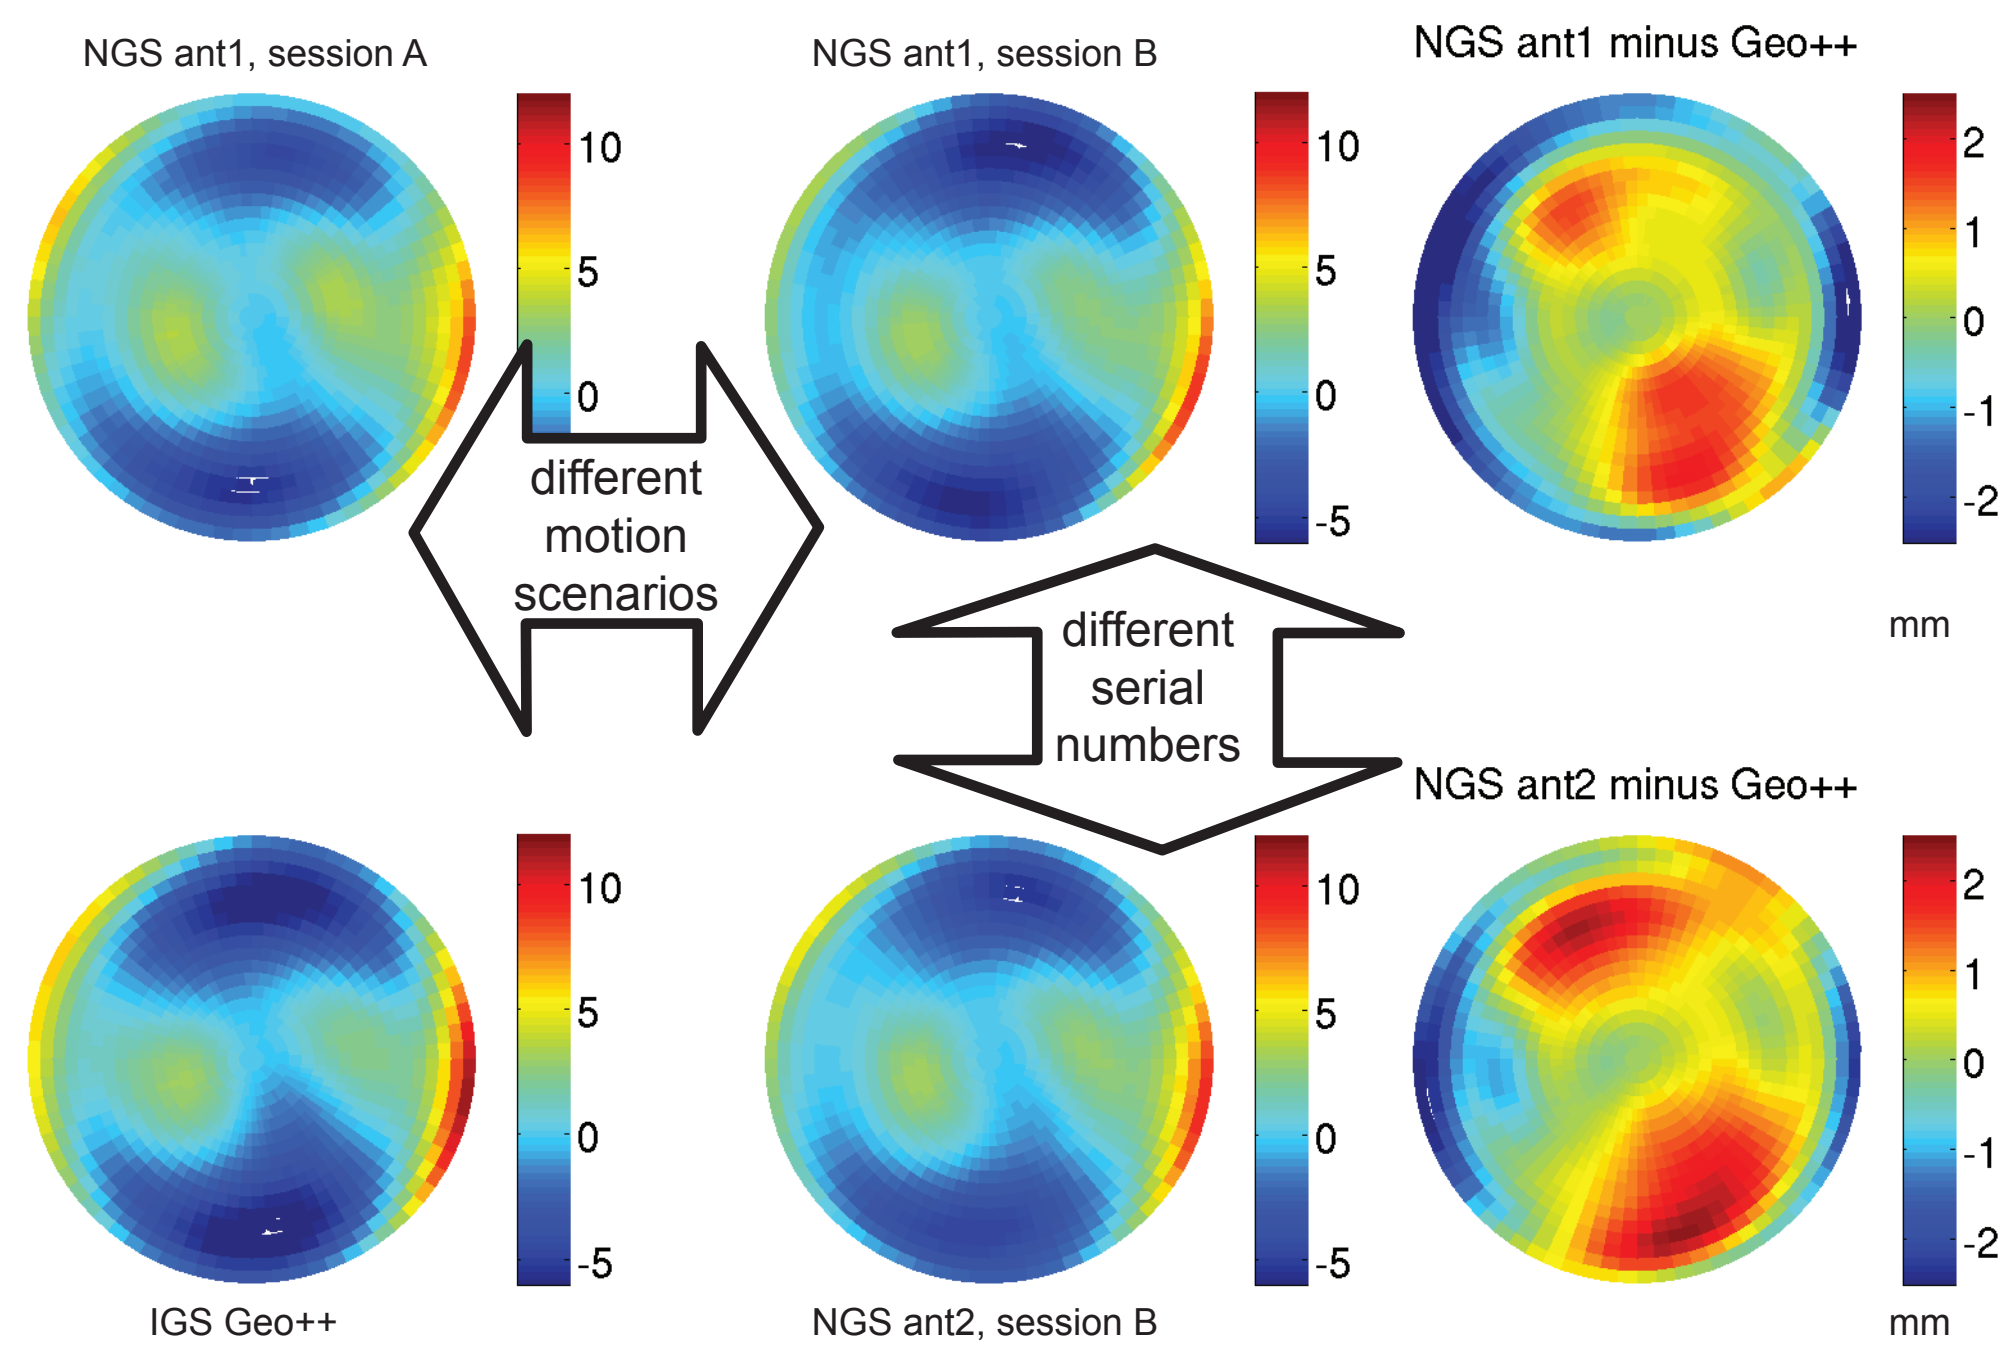 NGS ant1, session A
NGS ant1, session B
NGS ant1 minus Geo++
10
5
0
10
5
0
-5
2
1
0
-1
-2
different
motion
scenarios
mm
different
serial
numbers
NGS ant2 minus Geo++
10
5
0
-5
10
5
0
-5
2
1
0
-1
-2
IGS Geo++
NGS ant2, session B
mm